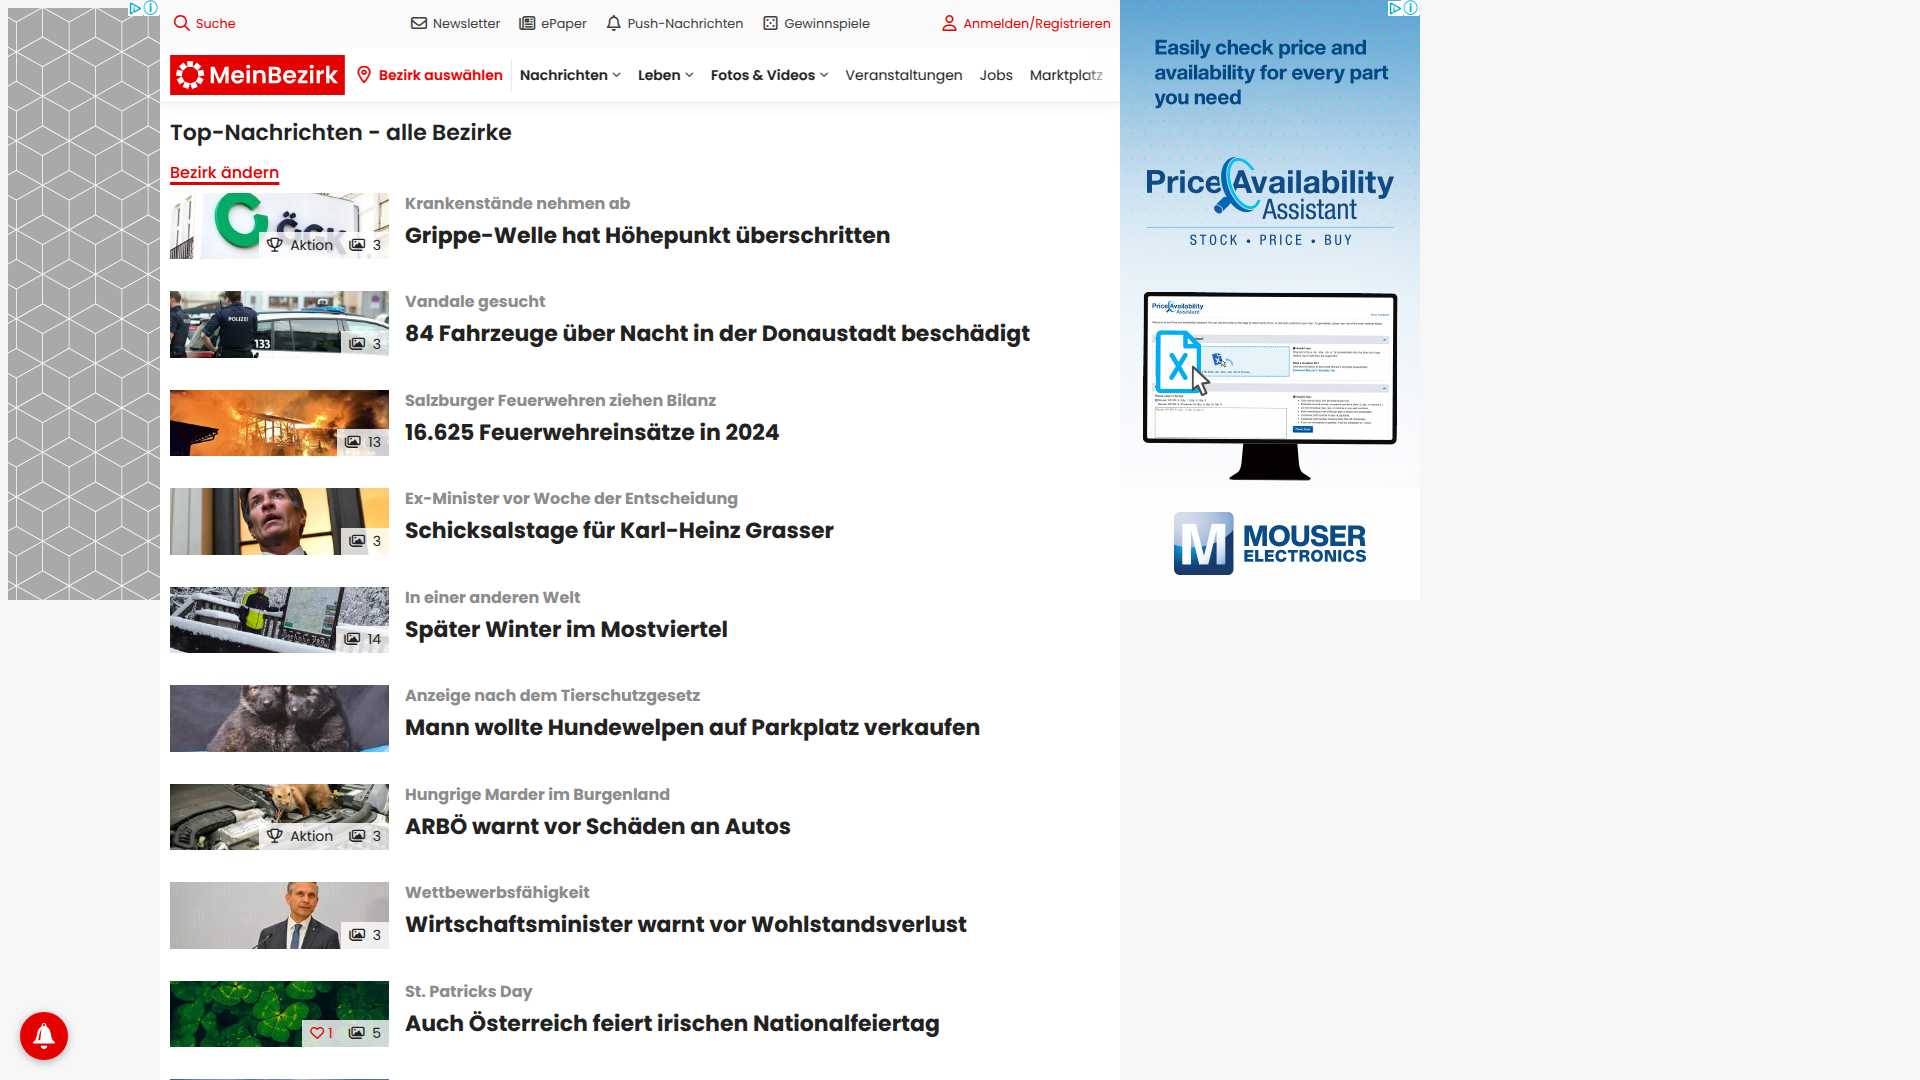 Suche
Newsletter
ePaper
Push-Nachrichten
Gewinnspiele
Anmelden/Registrieren
MeinBezirk
Bezirk auswählen
Nachrichten
Leben
Fotos & Videos
Veranstaltungen
Jobs
Marktplatz
Top-Nachrichten - alle Bezirke
Bezirk ändern
Aktion 3
Krankenstände nehmen ab
Grippe-Welle hat Höhepunkt überschritten
POLIZEI
133
3
Vandale gesucht
84 Fahrzeuge über Nacht in der Donaustadt beschädigt
13
Salzburger Feuerwehren ziehen Bilanz
16.625 Feuerwehreinsätze in 2024
3
Ex-Minister vor Woche der Entscheidung
Schicksalstage für Karl-Heinz Grasser
14
In einer anderen Welt
Später Winter im Mostviertel
Anzeige nach dem Tierschutzgesetz
Mann wollte Hundewelpen auf Parkplatz verkaufen
Aktion 3
Hungrige Marder im Burgenland
ARBÖ warnt vor Schäden an Autos
3
Wettbewerbsfähigkeit
Wirtschaftsminister warnt vor Wohlstandsverlust
1 5
St. Patricks Day
Auch Österreich feiert irischen Nationalfeiertag
Easily check price and
availability for every part
you need
Price Availability
Assistant
STOCK • PRICE • BUY
Price Availability
Assistant
X
M MOUSER
ELECTRONICS